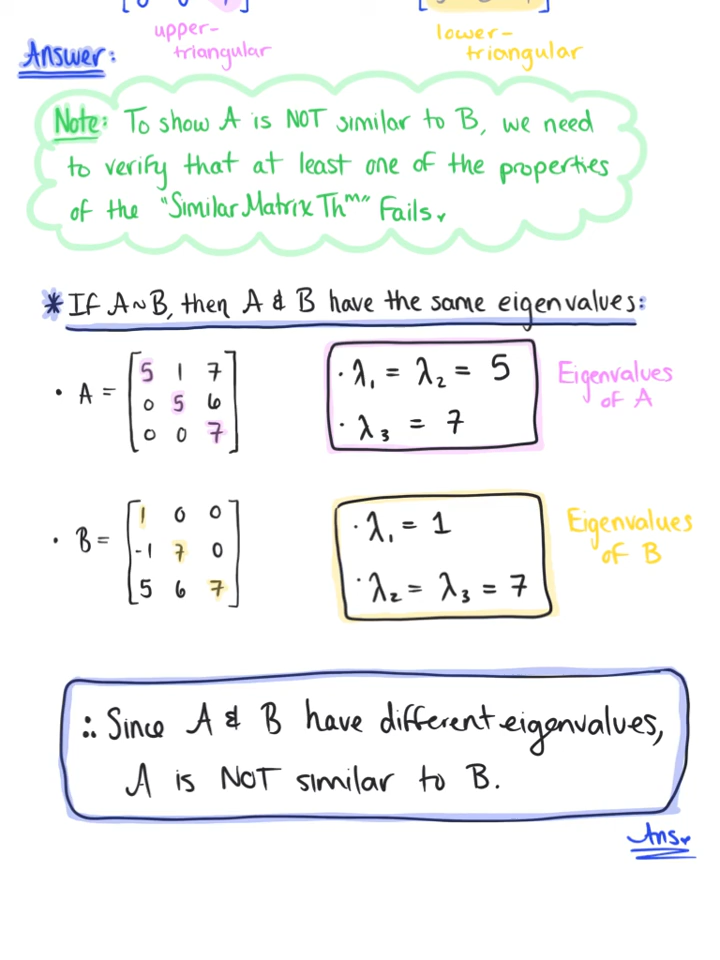 upper-
triangular
lower-
triangular
Answer:
Note: To show A is NOT similar to B, we need
to verify that at least one of the properties
of the "Similar Matrix Thᵐ" Fails.
* If A~B, then A & B have the same eigenvalues:
• A = [5 1 7
0 5 6
0 0 7]
· λ₁ = λ₂ = 5
· λ₃ = 7
Eigenvalues
of A
• B = [1 0 0
-1 7 0
5 6 7]
· λ₁ = 1
· λ₂ = λ₃ = 7
Eigenvalues
of B
∴ Since A & B have different eigenvalues,
A is NOT similar to B.
Ans.